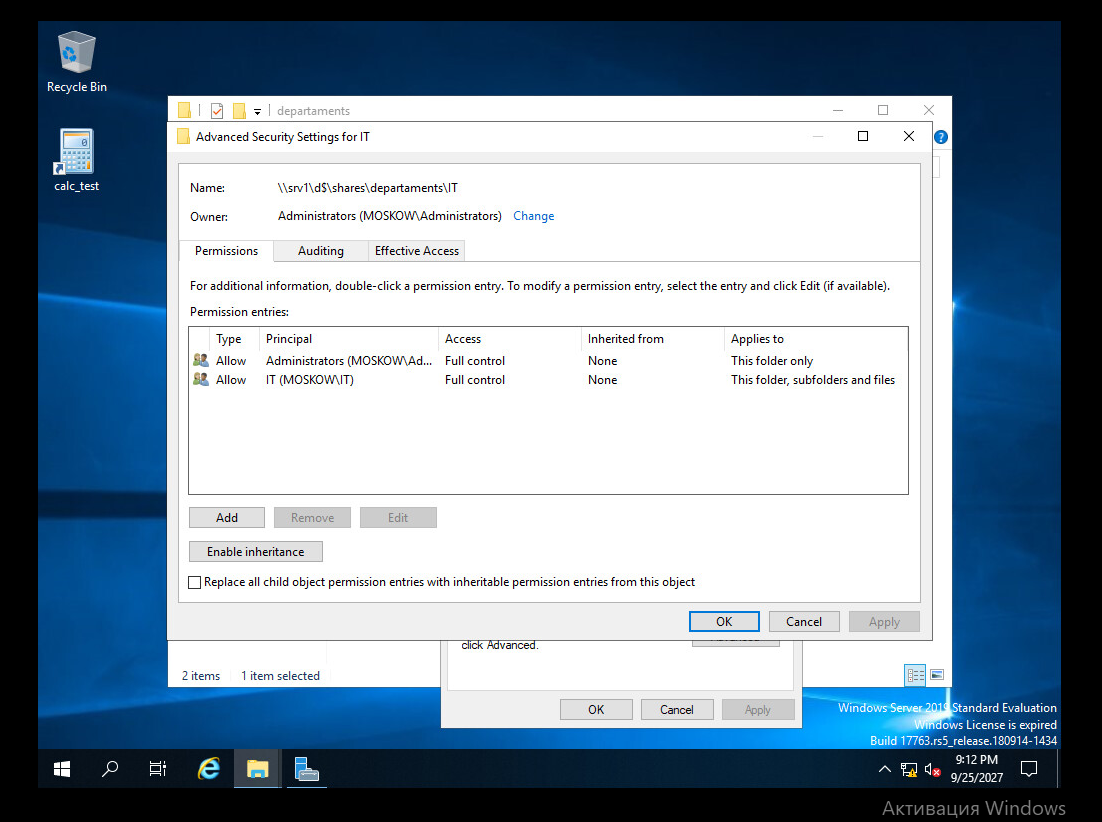 Recycle Bin
calc_test
departaments
Advanced Security Settings for IT
Name: \\srv1\d$\shares\departaments\IT
Owner: Administrators (MOSKOW\Administrators) Change
Permissions Auditing Effective Access
For additional information, double-click a permission entry. To modify a permission entry, select the entry and click Edit (if available).
Permission entries:
Type Principal Access Inherited from Applies to
Allow Administrators (MOSKOW\Ad... Full control None This folder only
Allow IT (MOSKOW\IT) Full control None This folder, subfolders and files
Add Remove Edit
Enable inheritance
Replace all child object permission entries with inheritable permission entries from this object
OK Cancel Apply
click Advanced.
2 items 1 item selected
OK Cancel Apply
Windows Server 2019 Standard Evaluation
Windows License is expired
Build 17763.rs5_release.180914-1434
9:12 PM
9/25/2027
Активация Windows